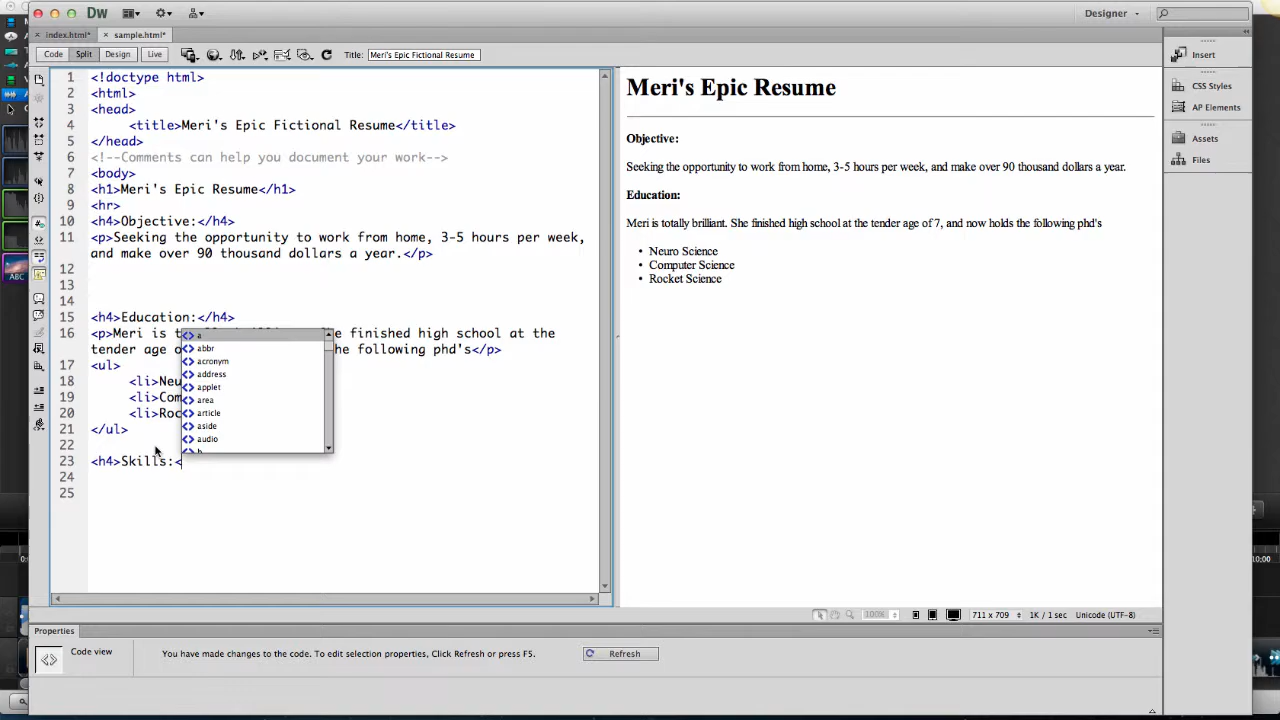 Dw
Designer
index.html*
sample.html*
Code
Split
Design
Live
Title:
Meri's Epic Fictional Resume
1 <!doctype html>
2 <html>
3 <head>
4 <title>Meri's Epic Fictional Resume</title>
5 </head>
6 <!--Comments can help you document your work-->
7 <body>
8 <h1>Meri's Epic Resume</h1>
9 <hr>
10 <h4>Objective:</h4>
11 <p>Seeking the opportunity to work from home, 3-5 hours per week,
and make over 90 thousand dollars a year.</p>
12
13
14
15 <h4>Education:</h4>
16 <p>Meri is t
e finished high school at the
tender age o
he following phd's</p>
17 <ul>
18 <li>Neu
19 <li>Com
20 <li>Roc
21 </ul>
22
23 <h4>Skills:<
24
25
<> a
<> abbr
<> acronym
<> address
<> applet
<> area
<> article
<> aside
<> audio
Meri's Epic Resume
Objective:
Seeking the opportunity to work from home, 3-5 hours per week, and make over 90 thousand dollars a year.
Education:
Meri is totally brilliant. She finished high school at the tender age of 7, and now holds the following phd's
• Neuro Science
• Computer Science
• Rocket Science
Insert
CSS Styles
AP Elements
Assets
Files
100%
711 x 709
1K / 1 sec
Unicode (UTF-8)
Properties
<>
Code view
You have made changes to the code. To edit selection properties, Click Refresh or press F5.
Refresh
ABC
10:00